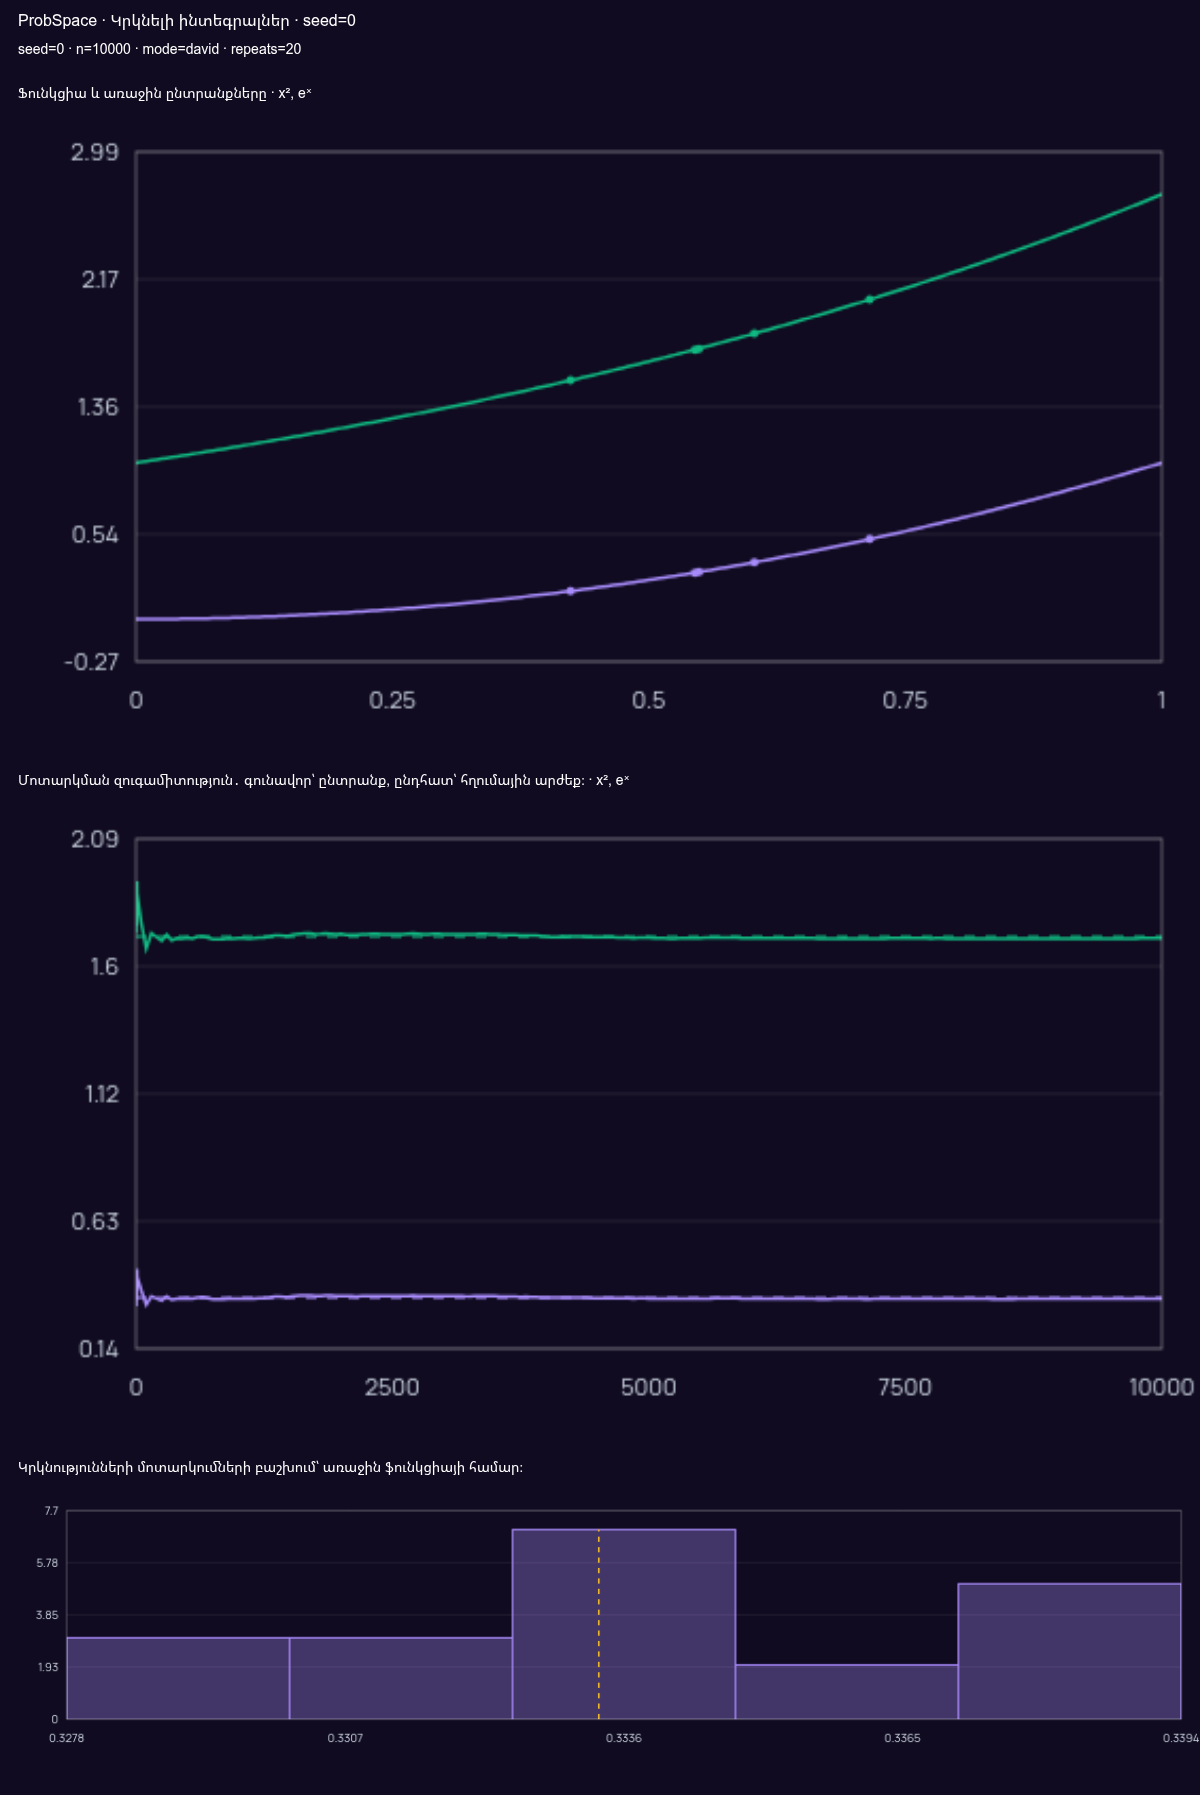 ProbSpace · Կրկնելի ինտեգրալներ · seed=0
seed=0 · n=10000 · mode=david · repeats=20
Ֆունկցիա և առաջին ընտրանքները · x², eˣ
2.99
2.17
1.36
0.54
-0.27
0 0.25 0.5 0.75 1
Մոտարկման զուգամիտություն․ գունավոր՝ ընտրանք, ընդհատ՝ հղումային արժեք։ · x², eˣ
2.09
1.6
1.12
0.63
0.14
0 2500 5000 7500 10000
Կրկնությունների մոտարկումների բաշխում՝ առաջին ֆունկցիայի համար։
7.7
5.78
3.85
1.93
0
0.3278 0.3307 0.3336 0.3365 0.3394